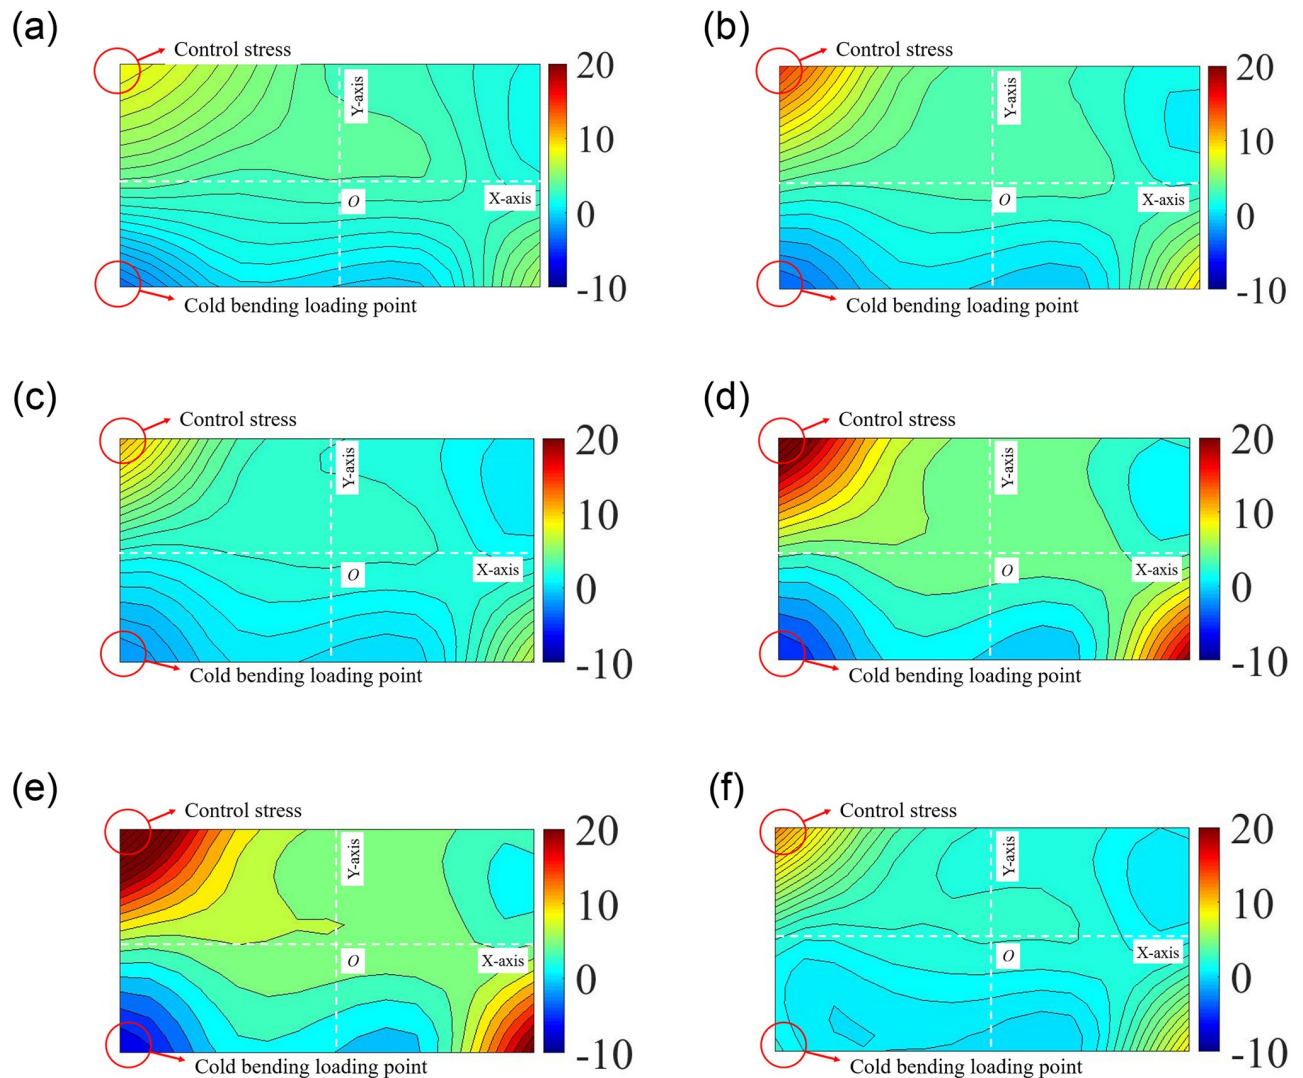 (a)
Control stress
Y-axis
O
X-axis
Cold bending loading point
20
10
0
-10
(b)
Control stress
Y-axis
O
X-axis
Cold bending loading point
20
10
0
-10
(c)
Control stress
Y-axis
O
X-axis
Cold bending loading point
20
10
0
-10
(d)
Control stress
Y-axis
O
X-axis
Cold bending loading point
20
10
0
-10
(e)
Control stress
Y-axis
O
X-axis
Cold bending loading point
20
10
0
-10
(f)
Control stress
Y-axis
O
X-axis
Cold bending loading point
20
10
0
-10